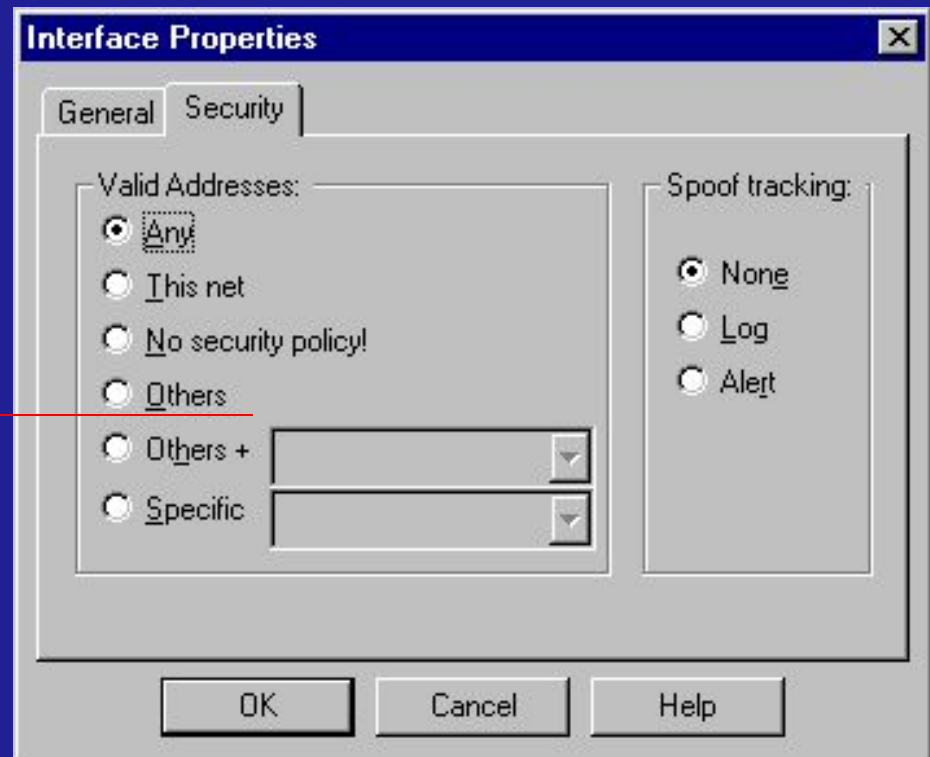 Interface Properties
General
Security
Valid Addresses:
Any
This net
No security policy!
Others
Others +
Specific
Spoof tracking:
None
Log
Alert
OK
Cancel
Help